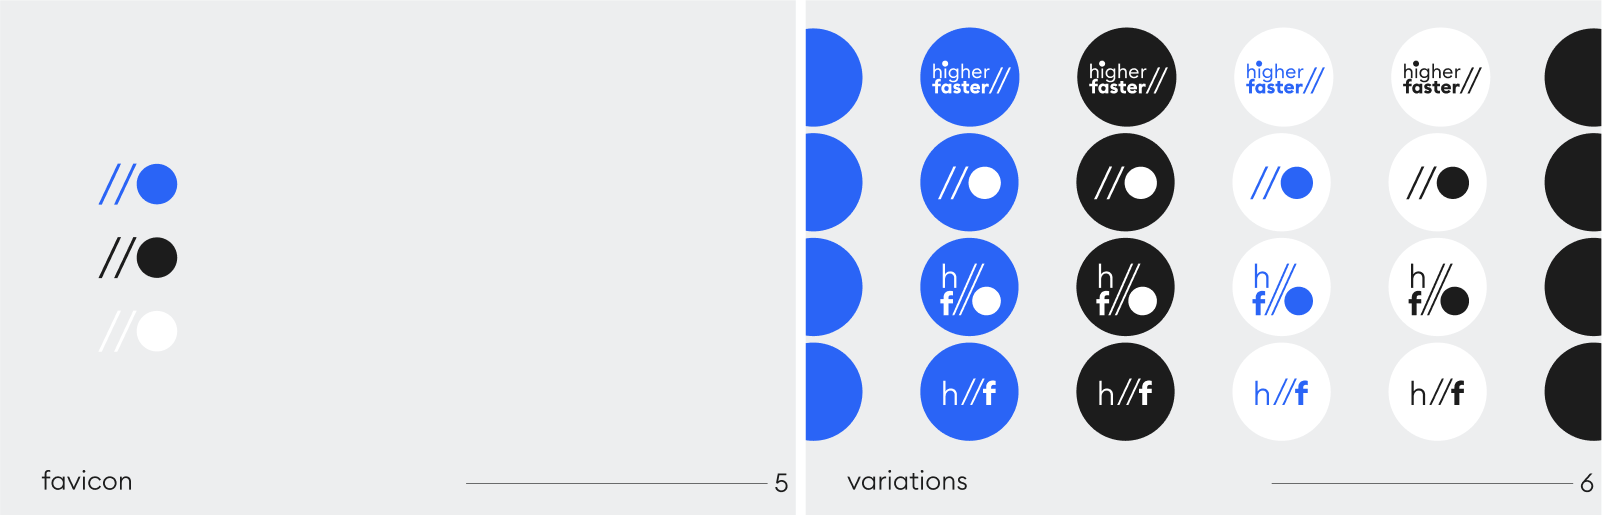 //
//
//
favicon
5
higher
faster//
higher
faster//
higher
faster//
higher
faster//
//
//
//
//
h//
f
h//
f
h//
f
h//
f
h//f
h//f
h//f
h//f
variations
6